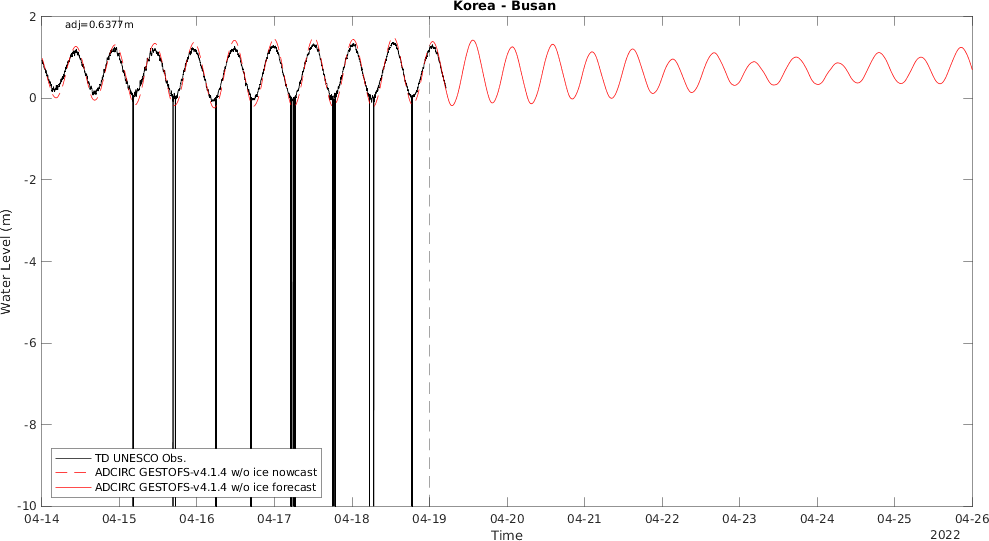 Korea - Busan
adj=0.6377m
2
0
-2
-4
-6
-8
-10
Water Level (m)
TD UNESCO Obs.
ADCIRC GESTOFS-v4.1.4 w/o ice nowcast
ADCIRC GESTOFS-v4.1.4 w/o ice forecast
04-14 04-15 04-16 04-17 04-18 04-19 04-20 04-21 04-22 04-23 04-24 04-25 04-26
Time
2022